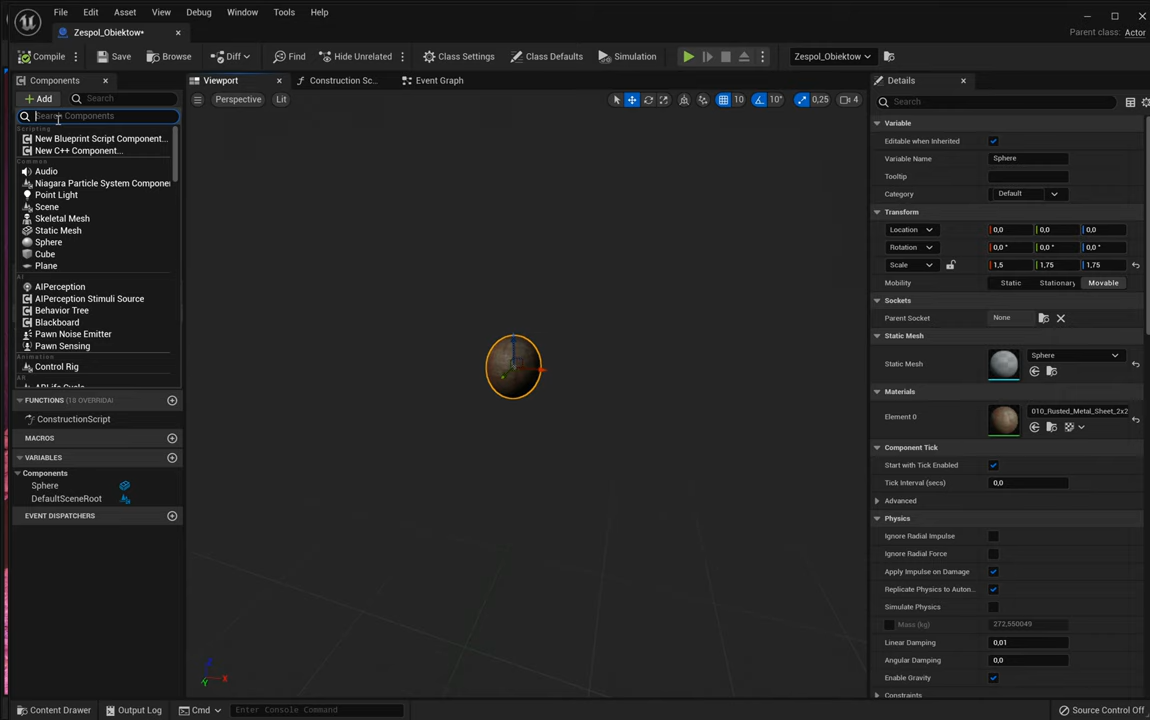 File Edit Asset View Debug Window Tools Help
Zespol_Obiektow*
Parent class: Actor
Compile Save Browse Diff Find Hide Unrelated Class Settings Class Defaults Simulation Zespol_Obiektow
Components Viewport Construction Sc... Event Graph Details
Add Search Perspective Lit 10 10° 0,25 4 Search
Search Components
Scripting
New Blueprint Script Component...
New C++ Component...
Common
Audio
Niagara Particle System Compone
Point Light
Scene
Skeletal Mesh
Static Mesh
Sphere
Cube
Plane
AI
AIPerception
AIPerception Stimuli Source
Behavior Tree
Blackboard
Pawn Noise Emitter
Pawn Sensing
Animation
Control Rig
AR
FUNCTIONS (18 OVERRIDAI
ConstructionScript
MACROS
VARIABLES
Components
Sphere
DefaultSceneRoot
EVENT DISPATCHERS
Z
X
Y
Variable
Editable when Inherited
Variable Name Sphere
Tooltip
Category Default
Transform
Location 0,0 0,0 0,0
Rotation 0,0 ° 0,0 ° 0,0 °
Scale 1,5 1,75 1,75
Mobility Static Stationary Movable
Sockets
Parent Socket None
Static Mesh
Static Mesh Sphere
Materials
Element 0 010_Rusted_Metal_Sheet_2x2
Component Tick
Start with Tick Enabled
Tick Interval (secs) 0,0
Advanced
Physics
Ignore Radial Impulse
Ignore Radial Force
Apply Impulse on Damage
Replicate Physics to Auton...
Simulate Physics
Mass (kg) 272,550049
Linear Damping 0,01
Angular Damping 0,0
Enable Gravity
Constraints
Content Drawer Output Log Cmd Enter Console Command Source Control Off